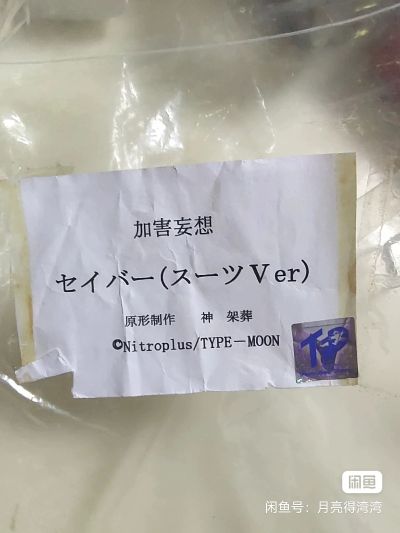 加害妄想
セイバー(スーツVer)
原形制作 神 架葬
©Nitroplus/TYPE-MOON
伊
闲鱼
闲鱼号：月亮得湾湾